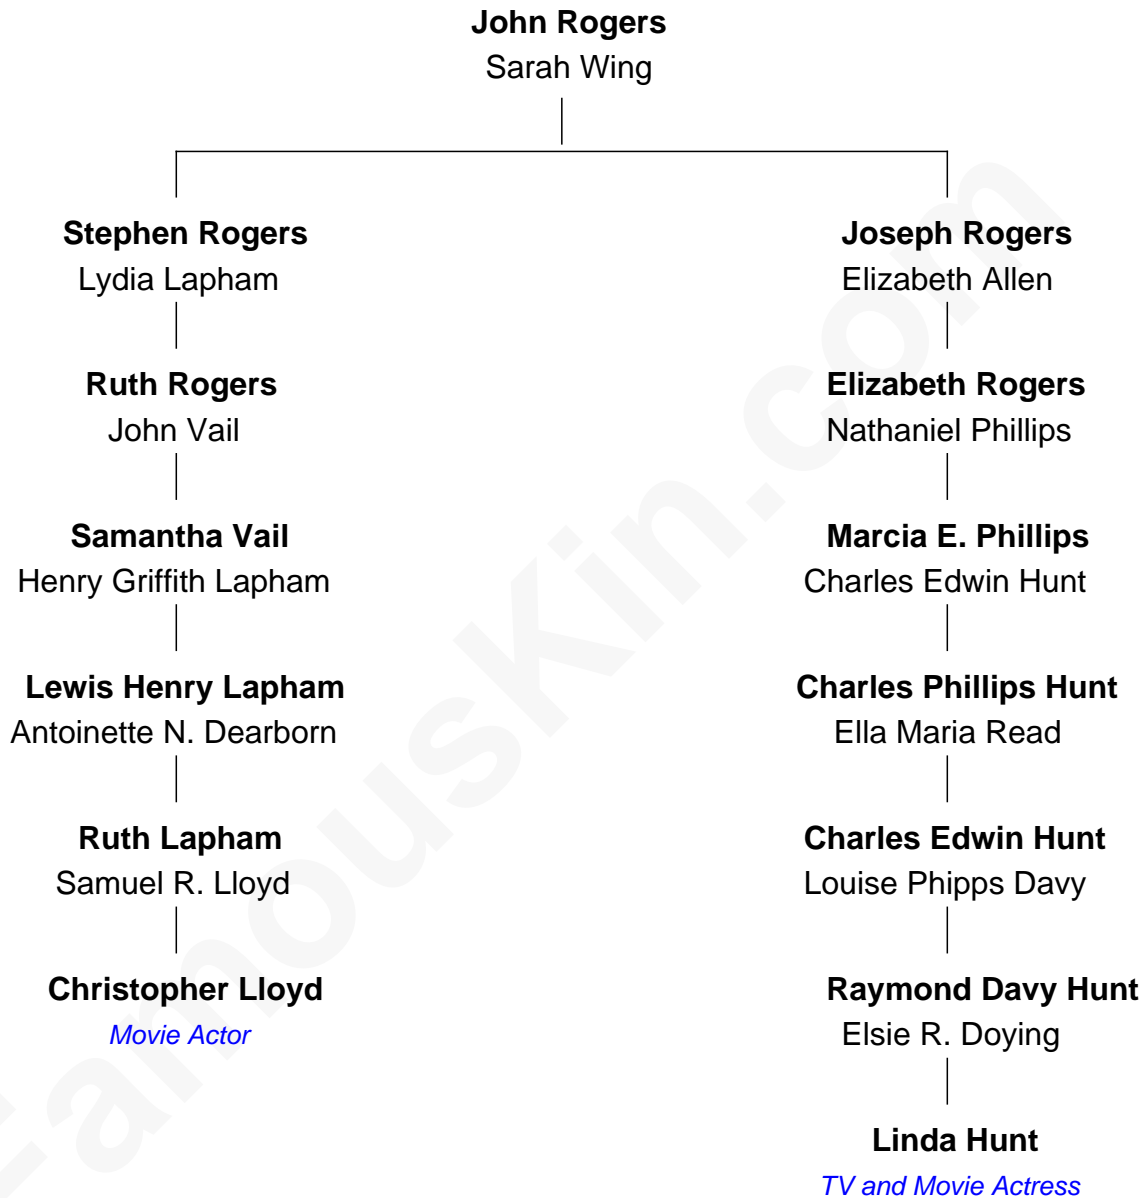 John Rogers
Sarah Wing
Stephen Rogers
Lydia Lapham
Ruth Rogers
John Vail
Samantha Vail
Henry Griffith Lapham
Lewis Henry Lapham
Antoinette N. Dearborn
Ruth Lapham
Samuel R. Lloyd
Christopher Lloyd
Movie Actor
Joseph Rogers
Elizabeth Allen
Elizabeth Rogers
Nathaniel Phillips
Marcia E. Phillips
Charles Edwin Hunt
Charles Phillips Hunt
Ella Maria Read
Charles Edwin Hunt
Louise Phipps Davy
Raymond Davy Hunt
Elsie R. Doying
Linda Hunt
TV and Movie Actress
FamousKin.com